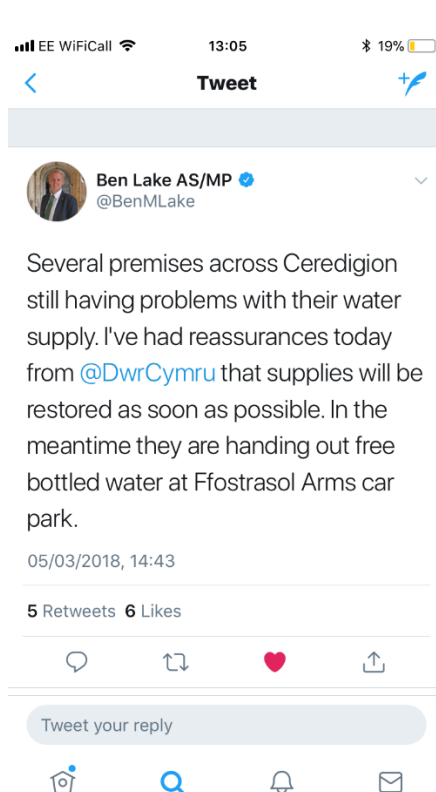 EE WiFiCall 13:05 19%
Tweet
Ben Lake AS/MP
@BenMLake
Several premises across Ceredigion
still having problems with their water
supply. I've had reassurances today
from @DwrCymru that supplies will be
restored as soon as possible. In the
meantime they are handing out free
bottled water at Ffostrasol Arms car
park.
05/03/2018, 14:43
5 Retweets 6 Likes
Tweet your reply